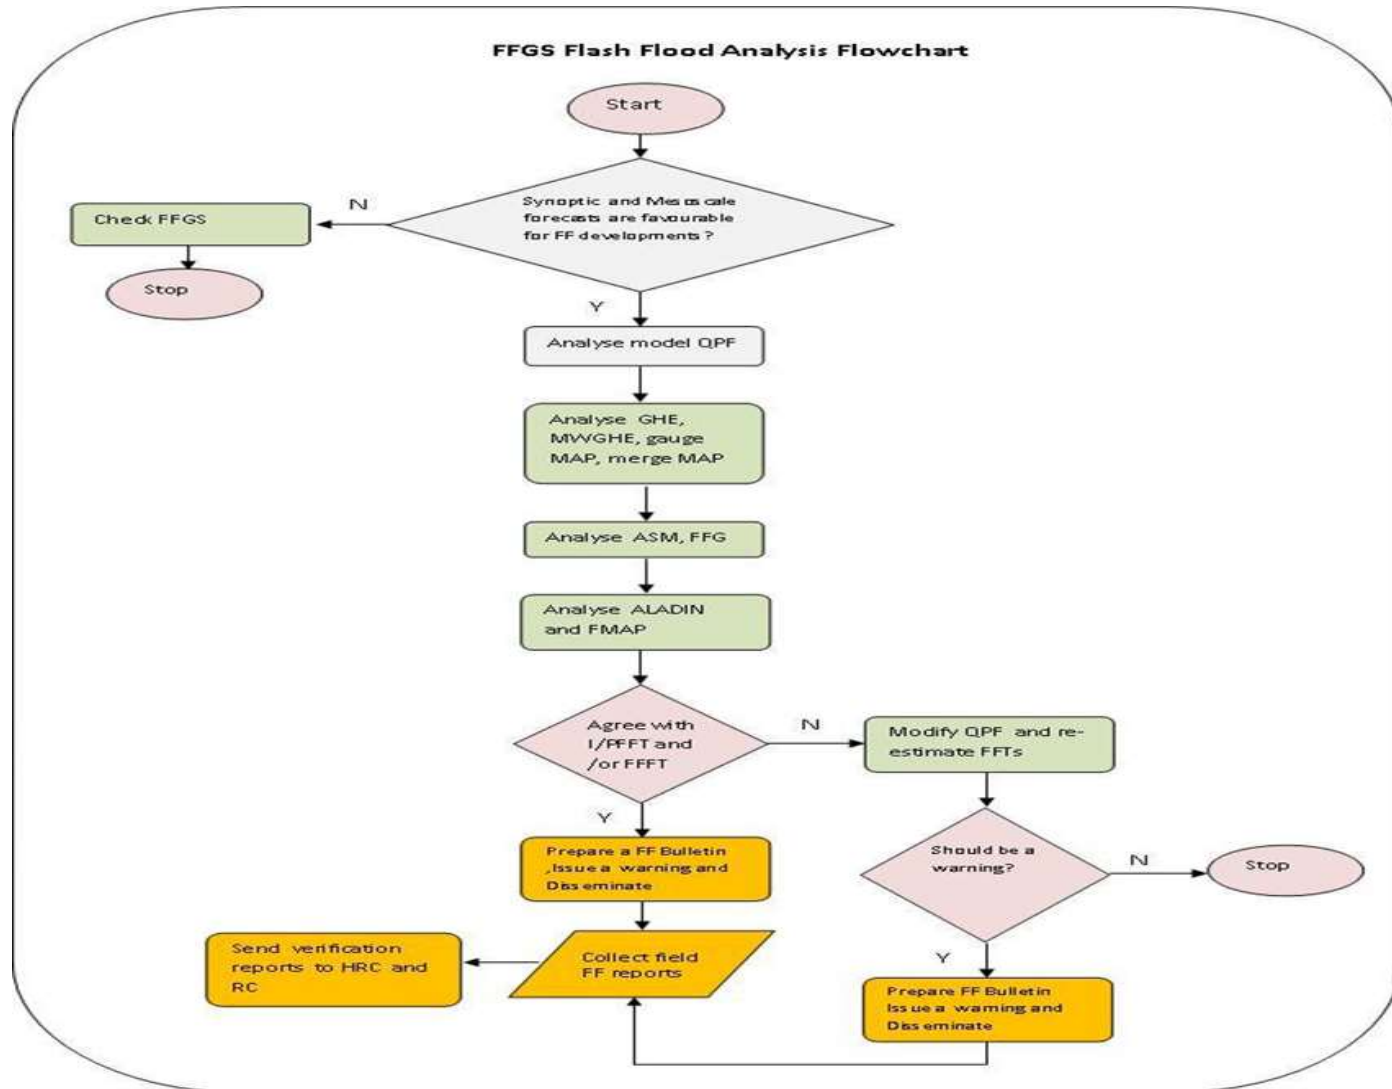 FFGS Flash Flood Analysis Flowchart
Start
Synoptic and Mesoscale
forecasts are favourable
for FF developments?
N
Check FFGS
Stop
Y
Analyse model QPF
Analyse GHE,
MWGHE, gauge
MAP, merge MAP
Analyse ASM, FFG
Analyse ALADIN
and FMAP
Agree with
I/PFFT and
/or FFFT
N
Modify QPF and re-
estimate FFTs
Y
Prepare a FF Bulletin
,Issue a warning and
Disseminate
Should be a
warning?
N
Stop
Send verification
reports to HRC and
RC
Collect field
FF reports
Y
Prepare FF Bulletin
Issue a warning and
Disseminate